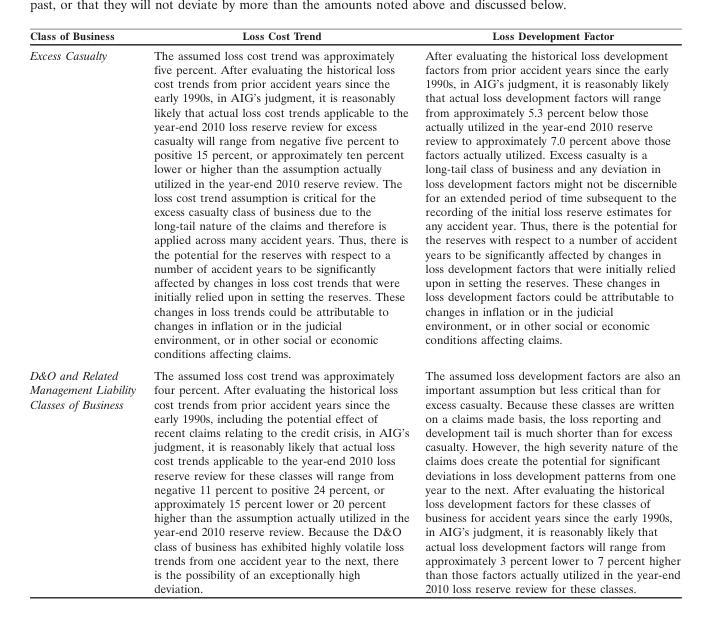 past, or that they will not deviate by more than the amounts noted above and discussed below.
Class of Business
Loss Cost Trend
Loss Development Factor
Excess Casualty
The assumed loss cost trend was approximately
five percent. After evaluating the historical loss
cost trends from prior accident years since the
early 1990s, in AIG's judgment, it is reasonably
likely that actual loss cost trends applicable to the
year-end 2010 loss reserve review for excess
casualty will range from negative five percent to
positive 15 percent, or approximately ten percent
lower or higher than the assumption actually
utilized in the year-end 2010 reserve review. The
loss cost trend assumption is critical for the
excess casualty class of business due to the
long-tail nature of the claims and therefore is
applied across many accident years. Thus, there is
the potential for the reserves with respect to a
number of accident years to be significantly
affected by changes in loss cost trends that were
initially relied upon in setting the reserves. These
changes in loss trends could be attributable to
changes in inflation or in the judicial
environment, or in other social or economic
conditions affecting claims.
After evaluating the historical loss development
factors from prior accident years since the early
1990s, in AIG's judgment, it is reasonably likely
that actual loss development factors will range
from approximately 5.3 percent below those
actually utilized in the year-end 2010 reserve
review to approximately 7.0 percent above those
factors actually utilized. Excess casualty is a
long-tail class of business and any deviation in
loss development factors might not be discernible
for an extended period of time subsequent to the
recording of the initial loss reserve estimates for
any accident year. Thus, there is the potential for
the reserves with respect to a number of accident
years to be significantly affected by changes in
loss development factors that were initially relied
upon in setting the reserves. These changes in
loss development factors could be attributable to
changes in inflation or in the judicial
environment, or in other social or economic
conditions affecting claims.
D&O and Related
Management Liability
Classes of Business
The assumed loss cost trend was approximately
four percent. After evaluating the historical loss
cost trends from prior accident years since the
early 1990s, including the potential effect of
recent claims relating to the credit crisis, in AIG's
judgment, it is reasonably likely that actual loss
cost trends applicable to the year-end 2010 loss
reserve review for these classes will range from
negative 11 percent to positive 24 percent, or
approximately 15 percent lower or 20 percent
higher than the assumption actually utilized in the
year-end 2010 reserve review. Because the D&O
class of business has exhibited highly volatile loss
trends from one accident year to the next, there
is the possibility of an exceptionally high
deviation.
The assumed loss development factors are also an
important assumption but less critical than for
excess casualty. Because these classes are written
on a claims made basis, the loss reporting and
development tail is much shorter than for excess
casualty. However, the high severity nature of the
claims does create the potential for significant
deviations in loss development patterns from one
year to the next. After evaluating the historical
loss development factors for these classes of
business for accident years since the early 1990s,
in AIG's judgment, it is reasonably likely that
actual loss development factors will range from
approximately 3 percent lower to 7 percent higher
than those factors actually utilized in the year-end
2010 loss reserve review for these classes.